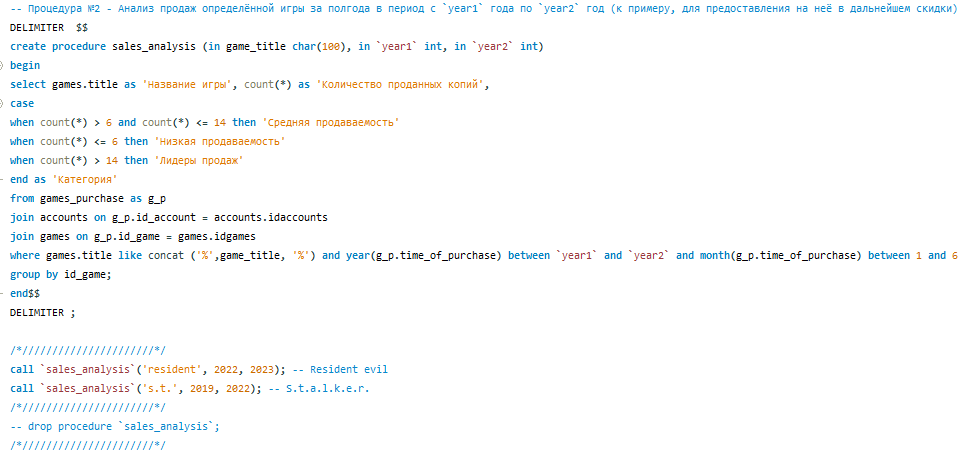 -- Процедура №2 - Анализ продаж определённой игры за полгода в период с `year1` года по `year2` год (к примеру, для предоставления на неё в дальнейшем скидки)
DELIMITER  $$
create procedure sales_analysis (in game_title char(100), in `year1` int, in `year2` int)
begin
select games.title as 'Название игры', count(*) as 'Количество проданных копий',
case
when count(*) > 6 and count(*) <= 14 then 'Средняя продаваемость'
when count(*) <= 6 then 'Низкая продаваемость'
when count(*) > 14 then 'Лидеры продаж'
end as 'Категория'
from games_purchase as g_p
join accounts on g_p.id_account = accounts.idaccounts
join games on g_p.id_game = games.idgames
where games.title like concat ('%',game_title, '%') and year(g_p.time_of_purchase) between `year1` and `year2` and month(g_p.time_of_purchase) between 1 and 6
group by id_game;
end$$
DELIMITER ;
/*//////////////////////*/
call `sales_analysis`('resident', 2022, 2023); -- Resident evil
call `sales_analysis`('s.t.', 2019, 2022); -- S.t.a.l.k.e.r.
/*//////////////////////*/
-- drop procedure `sales_analysis`;
/*//////////////////////*/